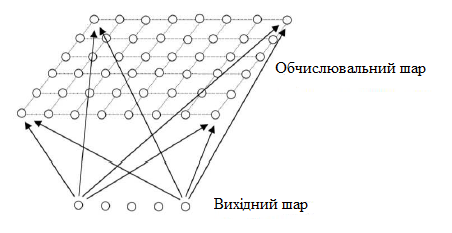 Обчислювальний шар
Вихідний шар